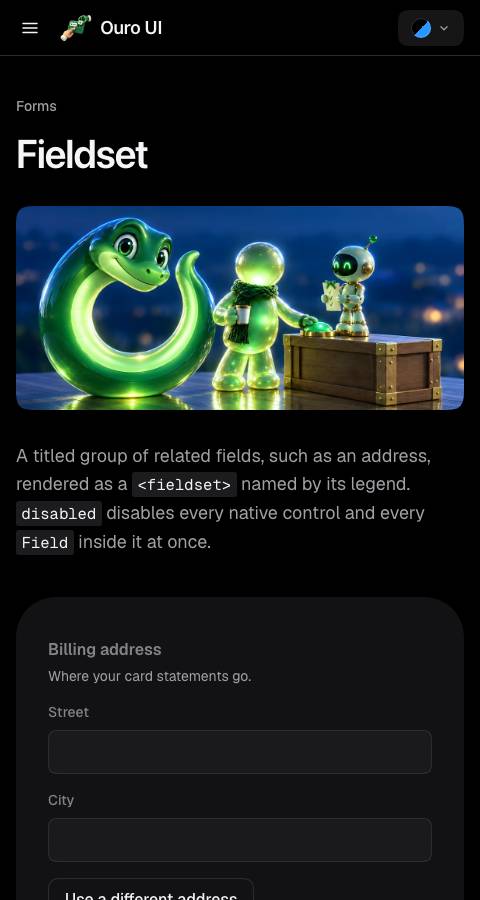 Ouro UI
Forms
Fieldset
A titled group of related fields, such as an address,
rendered as a <fieldset> named by its legend.
disabled disables every native control and every
Field inside it at once.
Billing address
Where your card statements go.
Street
City
Use a different address